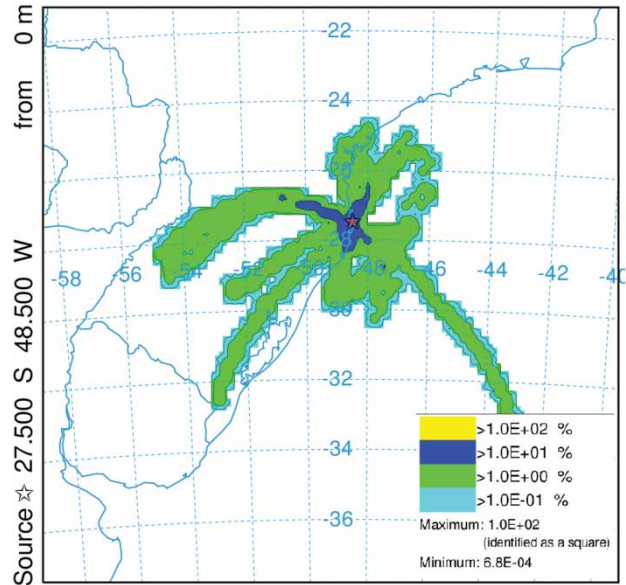 Source ☆ 27.500 S 48.500 W from 0 m
-22
-24
-26
-28
-58
-56
-54
-52
-50
-48
-46
-44
-42
-40
-30
-32
-34
-36
>1.0E+02 %
>1.0E+01 %
>1.0E+00 %
>1.0E-01 %
Maximum: 1.0E+02
(identified as a square)
Minimum: 6.8E-04